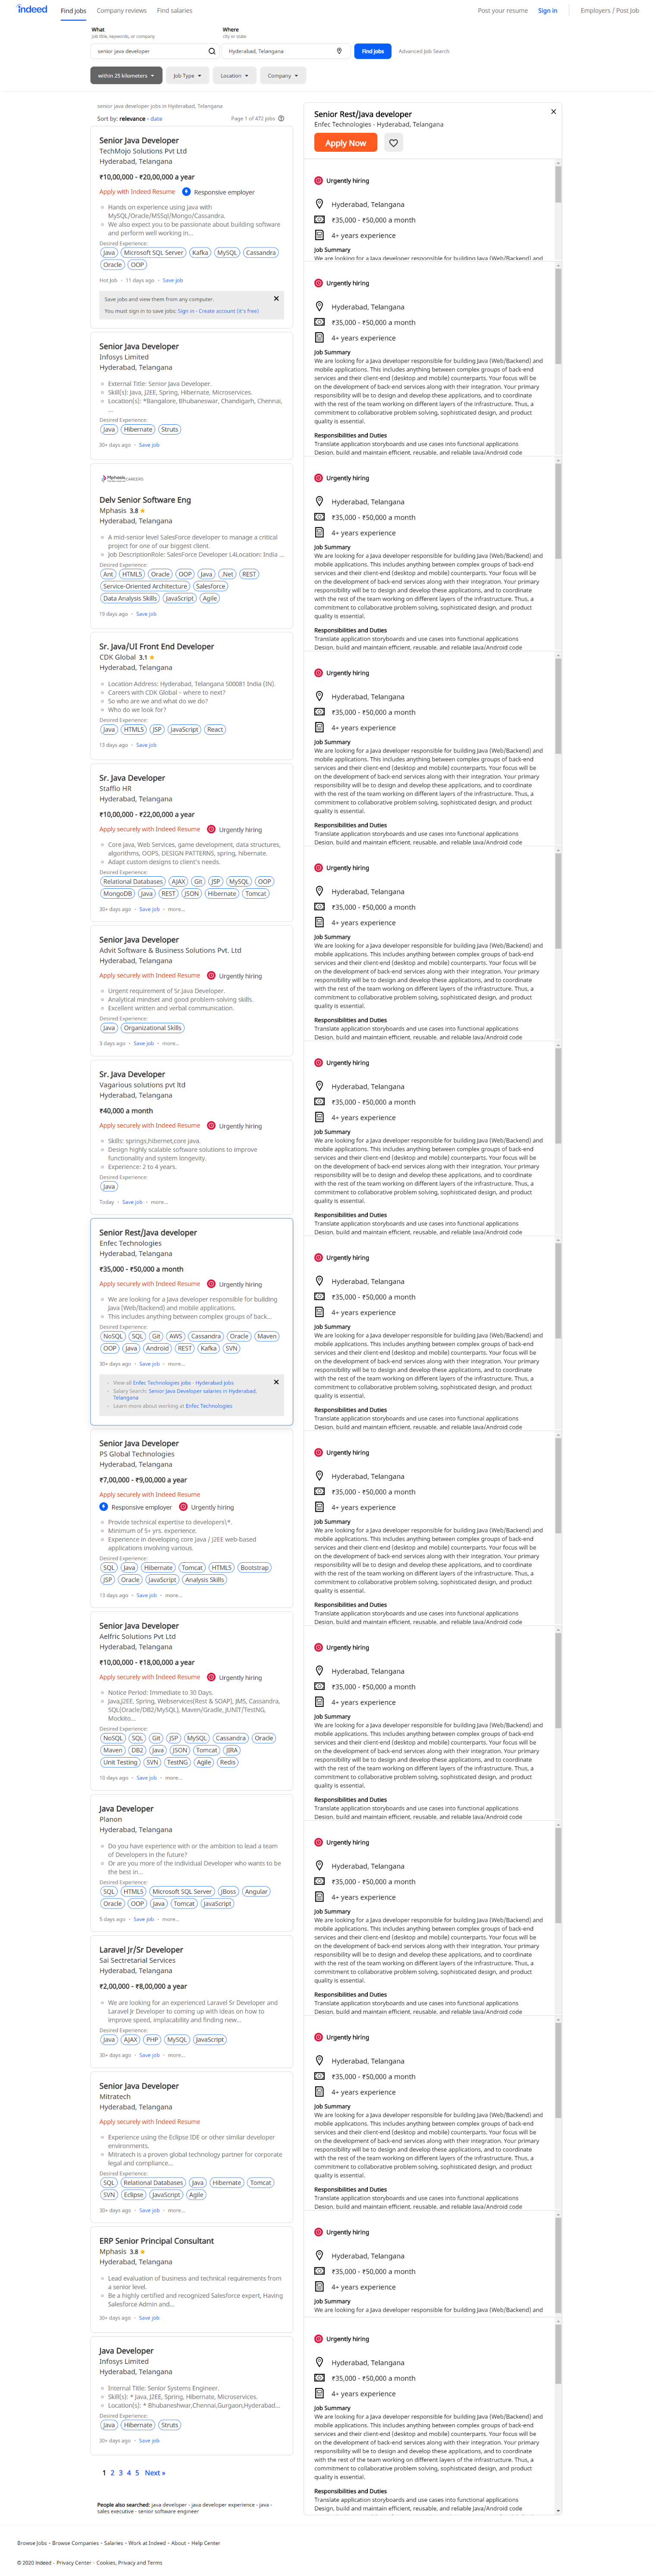 indeed
Find jobs Company reviews Find salaries
Post your resume Sign in Employers / Post Job
What
Job title, keywords, or company
Where
city or state
senior java developer
Hyderabad, Telangana
Find Jobs
Advanced Job Search
within 25 kilometers
Job Type
Location
Company
senior java developer jobs in Hyderabad, Telangana
Sort by: relevance - date
Page 1 of 472 jobs
Senior Java Developer
TechMojo Solutions Pvt Ltd
Hyderabad, Telangana
₹10,00,000 - ₹20,00,000 a year
Apply with Indeed Resume Responsive employer
Hands on experience using java with
MySQL/Oracle/MSSql/Mongo/Cassandra.
We also expect you to be passionate about building software
and perform well working in...
Desired Experience:
Java Microsoft SQL Server Kafka MySQL Cassandra
Oracle OOP
Hot Job - 11 days ago - Save job
Save jobs and view them from any computer.
You must sign in to save jobs: Sign in - Create account (it's free)
Senior Java Developer
Infosys Limited
Hyderabad, Telangana
External Title: Senior Java Developer.
Skill(s): Java, J2EE, Spring, Hibernate, Microservices.
Location(s): *Bangalore, Bhubaneswar, Chandigarh, Chennai,
...
Desired Experience:
Java Hibernate Struts
30+ days ago - Save job
Mphasis CAREERS
Delv Senior Software Eng
Mphasis 3.8
Hyderabad, Telangana
A mid-senior level SalesForce developer to manage a critical
project for one of our biggest client.
Job DescriptionRole: SalesForce Developer L4Location: India ...
Desired Experience:
Ant HTML5 Oracle OOP Java .Net REST
Service-Oriented Architecture Salesforce
Data Analysis Skills JavaScript Agile
19 days ago - Save job
Sr. Java/UI Front End Developer
CDK Global 3.1
Hyderabad, Telangana
Location Address: Hyderabad, Telangana 500081 India (IN).
Careers with CDK Global – where to next?
So who are we and what do we do?
Who do we look for?
Desired Experience:
Java HTML5 JSP JavaScript React
13 days ago - Save job
Sr. Java Developer
Staffio HR
Hyderabad, Telangana
₹10,00,000 - ₹22,00,000 a year
Apply securely with Indeed Resume Urgently hiring
Core java, Web Services, game development, data structures,
algorithms, OOPS, DESIGN PATTERNS, spring, hibernate.
Adapt custom designs to client's needs.
Desired Experience:
Relational Databases AJAX Git JSP MySQL OOP
MongoDB Java REST JSON Hibernate Tomcat
30+ days ago - Save job - more...
Senior Java Developer
Advit Software & Business Solutions Pvt. Ltd
Hyderabad, Telangana
Apply securely with Indeed Resume Urgently hiring
Urgent requirement of Sr.Java Developer.
Analytical mindset and good problem-solving skills.
Excellent written and verbal communication.
Desired Experience:
Java Organizational Skills
3 days ago - Save job - more...
Sr. Java Developer
Vagarious solutions pvt ltd
Hyderabad, Telangana
₹40,000 a month
Apply securely with Indeed Resume Urgently hiring
Skills: springs,hibernet,core java.
Design highly scalable software solutions to improve
functionality and system longevity.
Experience: 2 to 4 years.
Desired Experience:
Java
Today - Save job - more...
Senior Rest/Java developer
Enfec Technologies
Hyderabad, Telangana
₹35,000 - ₹50,000 a month
Apply securely with Indeed Resume Urgently hiring
We are looking for a Java developer responsible for building
Java (Web/Backend) and mobile applications.
This includes anything between complex groups of back...
Desired Experience:
NoSQL SQL Git AWS Cassandra Oracle Maven
OOP Java Android REST Kafka SVN
30+ days ago - Save job - more...
View all Enfec Technologies jobs - Hyderabad jobs
Salary Search: Senior Java Developer salaries in Hyderabad,
Telangana
Learn more about working at Enfec Technologies
Senior Java Developer
PS Global Technologies
Hyderabad, Telangana
₹7,00,000 - ₹9,00,000 a year
Apply securely with Indeed Resume
Responsive employer Urgently hiring
Provide technical expertise to developers\*.
Minimum of 5+ yrs. experience.
Experience in developing core java / J2EE web-based
applications involving various.
Desired Experience:
SQL Java Hibernate Tomcat HTML5 Bootstrap
JSP Oracle JavaScript Analysis Skills
13 days ago - Save job - more...
Senior Java Developer
Aelfric Solutions Pvt Ltd
Hyderabad, Telangana
₹10,00,000 - ₹18,00,000 a year
Apply securely with Indeed Resume Urgently hiring
Notice Period: Immediate to 30 Days.
Java,J2EE, Spring, Webservices(Rest & SOAP), JMS, Cassandra,
SQL(Oracle/DB2/MySQL), Maven/Gradle, JUNIT/TestNG,
Mockito...
Desired Experience:
NoSQL SQL Git JSP MySQL Cassandra Oracle
Maven DB2 Java JSON Tomcat JIRA
Unit Testing SVN TestNG Agile Redis
10 days ago - Save job - more...
Java Developer
Planon
Hyderabad, Telangana
Do you have experience with or the ambition to lead a team
of Developers in the future?
Or are you more of the individual Developer who wants to be
the best in...
Desired Experience:
SQL HTML5 Microsoft SQL Server JBoss Angular
Oracle OOP Java Tomcat JavaScript
5 days ago - Save job - more...
Laravel Jr/Sr Developer
Sai Sectretarial Services
Hyderabad, Telangana
₹2,00,000 - ₹8,00,000 a year
We are looking for an experienced Laravel Sr Developer and
Laravel Jr Developer to coming up with ideas on how to
improve speed, implacability and finding new...
Desired Experience:
Java AJAX PHP MySQL JavaScript
30+ days ago - Save job - more...
Senior Java Developer
Mitratech
Hyderabad, Telangana
Apply securely with Indeed Resume
Experience using the Eclipse IDE or other similar developer
environments.
Mitratech is a proven global technology partner for corporate
legal and compliance...
Desired Experience:
SQL Relational Databases Java Hibernate Tomcat
SVN Eclipse JavaScript Agile
30+ days ago - Save job - more...
ERP Senior Principal Consultant
Mphasis 3.8
Hyderabad, Telangana
Lead evaluation of business and technical requirements from
a senior level.
Be a highly certified and recognized Salesforce expert, Having
Salesforce Admin and...
30+ days ago - Save job
Java Developer
Infosys Limited
Hyderabad, Telangana
Internal Title: Senior Systems Engineer.
Skill(s): * Java, J2EE, Spring, Hibernate, Microservices.
Location(s): * Bhubaneshwar,Chennai,Gurgaon,Hyderabad...
Desired Experience:
Java Hibernate Struts
30+ days ago - Save job
1 2 3 4 5 Next »
People also searched: java developer - java developer experience - java -
sales executive - senior software engineer
Senior Rest/Java developer
Enfec Technologies - Hyderabad, Telangana
Apply Now
Urgently hiring
Hyderabad, Telangana
₹35,000 - ₹50,000 a month
4+ years experience
Job Summary
We are looking for a Java developer responsible for building Java (Web/Backend) and
Urgently hiring
Hyderabad, Telangana
₹35,000 - ₹50,000 a month
4+ years experience
Job Summary
We are looking for a Java developer responsible for building Java (Web/Backend) and
mobile applications. This includes anything between complex groups of back-end
services and their client-end (desktop and mobile) counterparts. Your focus will be
on the development of back-end services along with their integration. Your primary
responsibility will be to design and develop these applications, and to coordinate
with the rest of the team working on different layers of the infrastructure. Thus, a
commitment to collaborative problem solving, sophisticated design, and product
quality is essential.
Responsibilities and Duties
Translate application storyboards and use cases into functional applications
Design, build and maintain efficient, reusable, and reliable Java/Android code
Browse Jobs - Browse Companies - Salaries - Work at Indeed - About - Help Center
© 2020 Indeed - Privacy Center - Cookies, Privacy and Terms